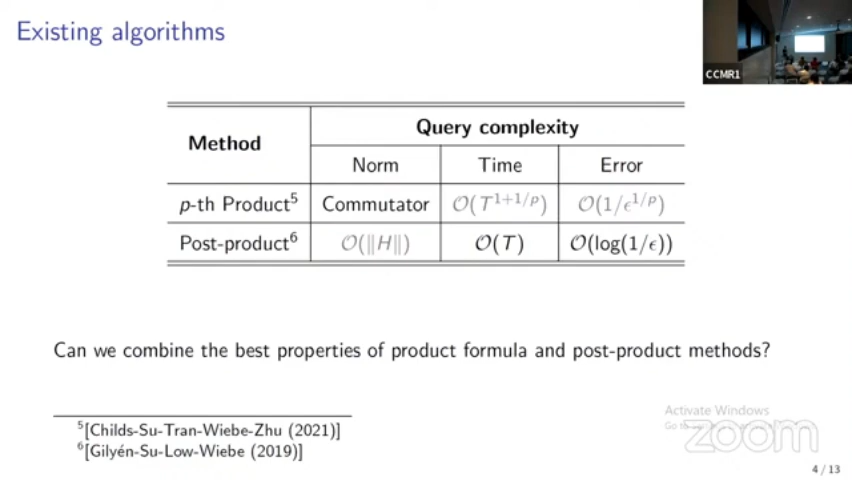 Existing algorithms
CCMR1
Method
Query complexity
Norm Time Error
p-th Product⁵ Commutator 𝒪(T^{1+1/p}) 𝒪(1/ϵ^{1/p})
Post-product⁶ 𝒪(‖H‖) 𝒪(T) 𝒪(log(1/ϵ))
Can we combine the best properties of product formula and post-product methods?
⁵[Childs-Su-Tran-Wiebe-Zhu (2021)]
⁶[Gilyén-Su-Low-Wiebe (2019)]
Activate Windows
Go to
zoom
4 / 13